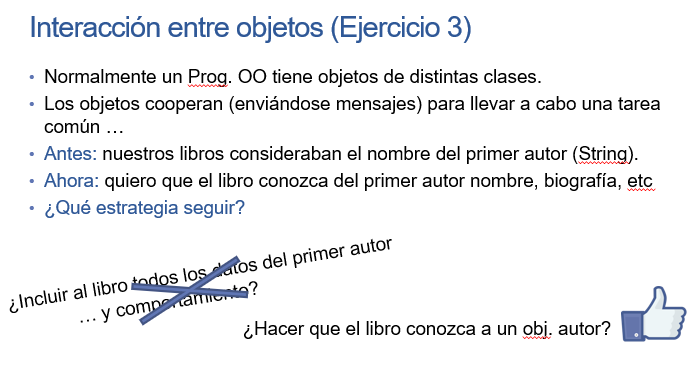 Interacción entre objetos (Ejercicio 3)
• Normalmente un Prog. OO tiene objetos de distintas clases.
• Los objetos cooperan (enviándose mensajes) para llevar a cabo una tarea
común …
• Antes: nuestros libros consideraban el nombre del primer autor (String).
• Ahora: quiero que el libro conozca del primer autor nombre, biografía, etc
• ¿Qué estrategia seguir?
¿Incluir al libro todos los datos del primer autor
… y comportamiento?
¿Hacer que el libro conozca a un obj. autor?